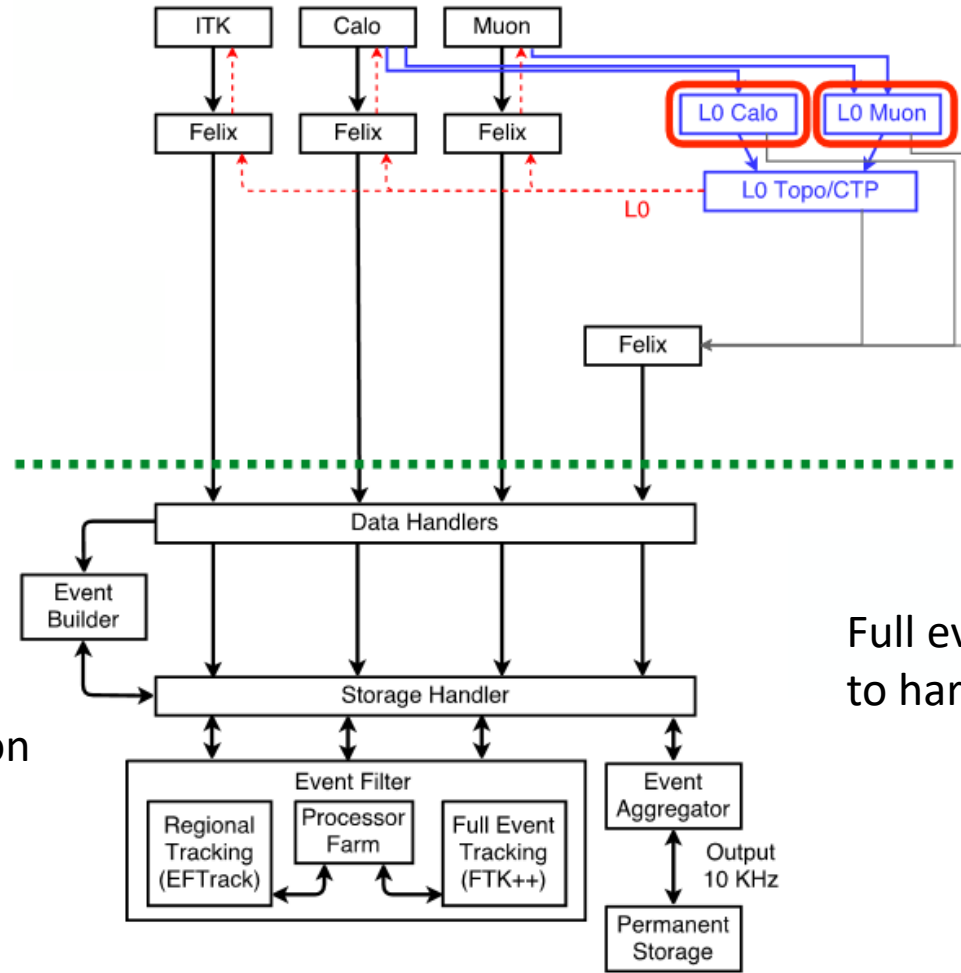 ITK
Calo
Muon
L0 Calo
L0 Muon
Felix
Felix
Felix
L0 Topo/CTP
L0
Felix
Data Handlers
Event
Builder
Full ev
to har
Storage Handler
on
Event Filter
Regional
Tracking
(EFTrack)
Processor
Farm
Full Event
Tracking
(FTK++)
Event
Aggregator
Output
10 KHz
Permanent
Storage